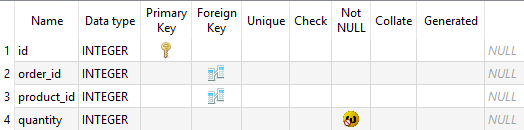 Name Data type Primary Key Foreign Key Unique Check Not NULL Collate Generated
1 id INTEGER NULL
2 order_id INTEGER NULL
3 product_id INTEGER NULL
4 quantity INTEGER NULL